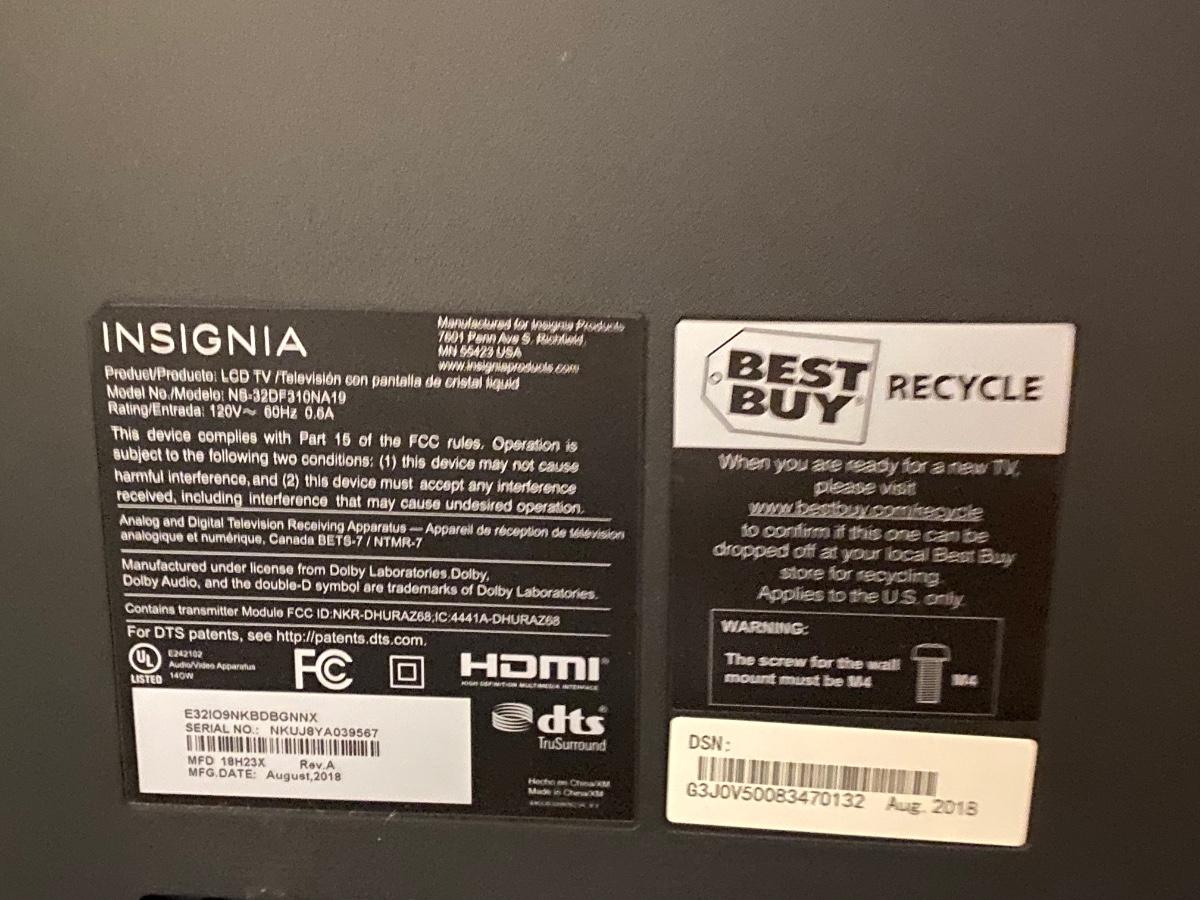 INSIGNIA
Manufactured for Insignia Products
7601 Penn Ave S. Richfield,
MN 55423 USA
www.insigniaproducts.com
Product/Producto: LCD TV /Televisión con pantalla de cristal líquid
Model No./Modelo: NS-32DF310NA19
Rating/Entrada: 120V~ 60Hz 0.6A
This device complies with Part 15 of the FCC rules. Operation is
subject to the following two conditions: (1) this device may not cause
harmful interference, and (2) this device must accept any interference
received, including interference that may cause undesired operation.
Analog and Digital Television Receiving Apparatus — Appareil de réception de télévision
analogique et numérique, Canada BETS-7 / NTMR-7
Manufactured under license from Dolby Laboratories.Dolby,
Dolby Audio, and the double-D symbol are trademarks of Dolby Laboratories.
Contains transmitter Module FCC ID:NKR-DHURAZ68;IC:4441A-DHURAZ68
For DTS patents, see http://patents.dts.com.
UL
LISTED
E242102
Audio/Video Apparatus
14GW
FC
HDMI
HIGH-DEFINITION MULTIMEDIA INTERFACE
dts
TruSurround
E32IO9NKBDBGNNX
SERIAL NO.: NKUJ8YA039567
MFD 18H23X Rev.A
MFG.DATE: August,2018
Hecho en China/XM
Made in China/XM
BEST
BUY
RECYCLE
When you are ready for a new TV,
please visit
www.bestbuy.com/recycle
to confirm if this one can be
dropped off at your local Best Buy
store for recycling.
Applies to the U.S. only.
WARNING:
The screw for the wall
mount must be M4
M4
DSN:
G3J0V50083470132 Aug. 2018